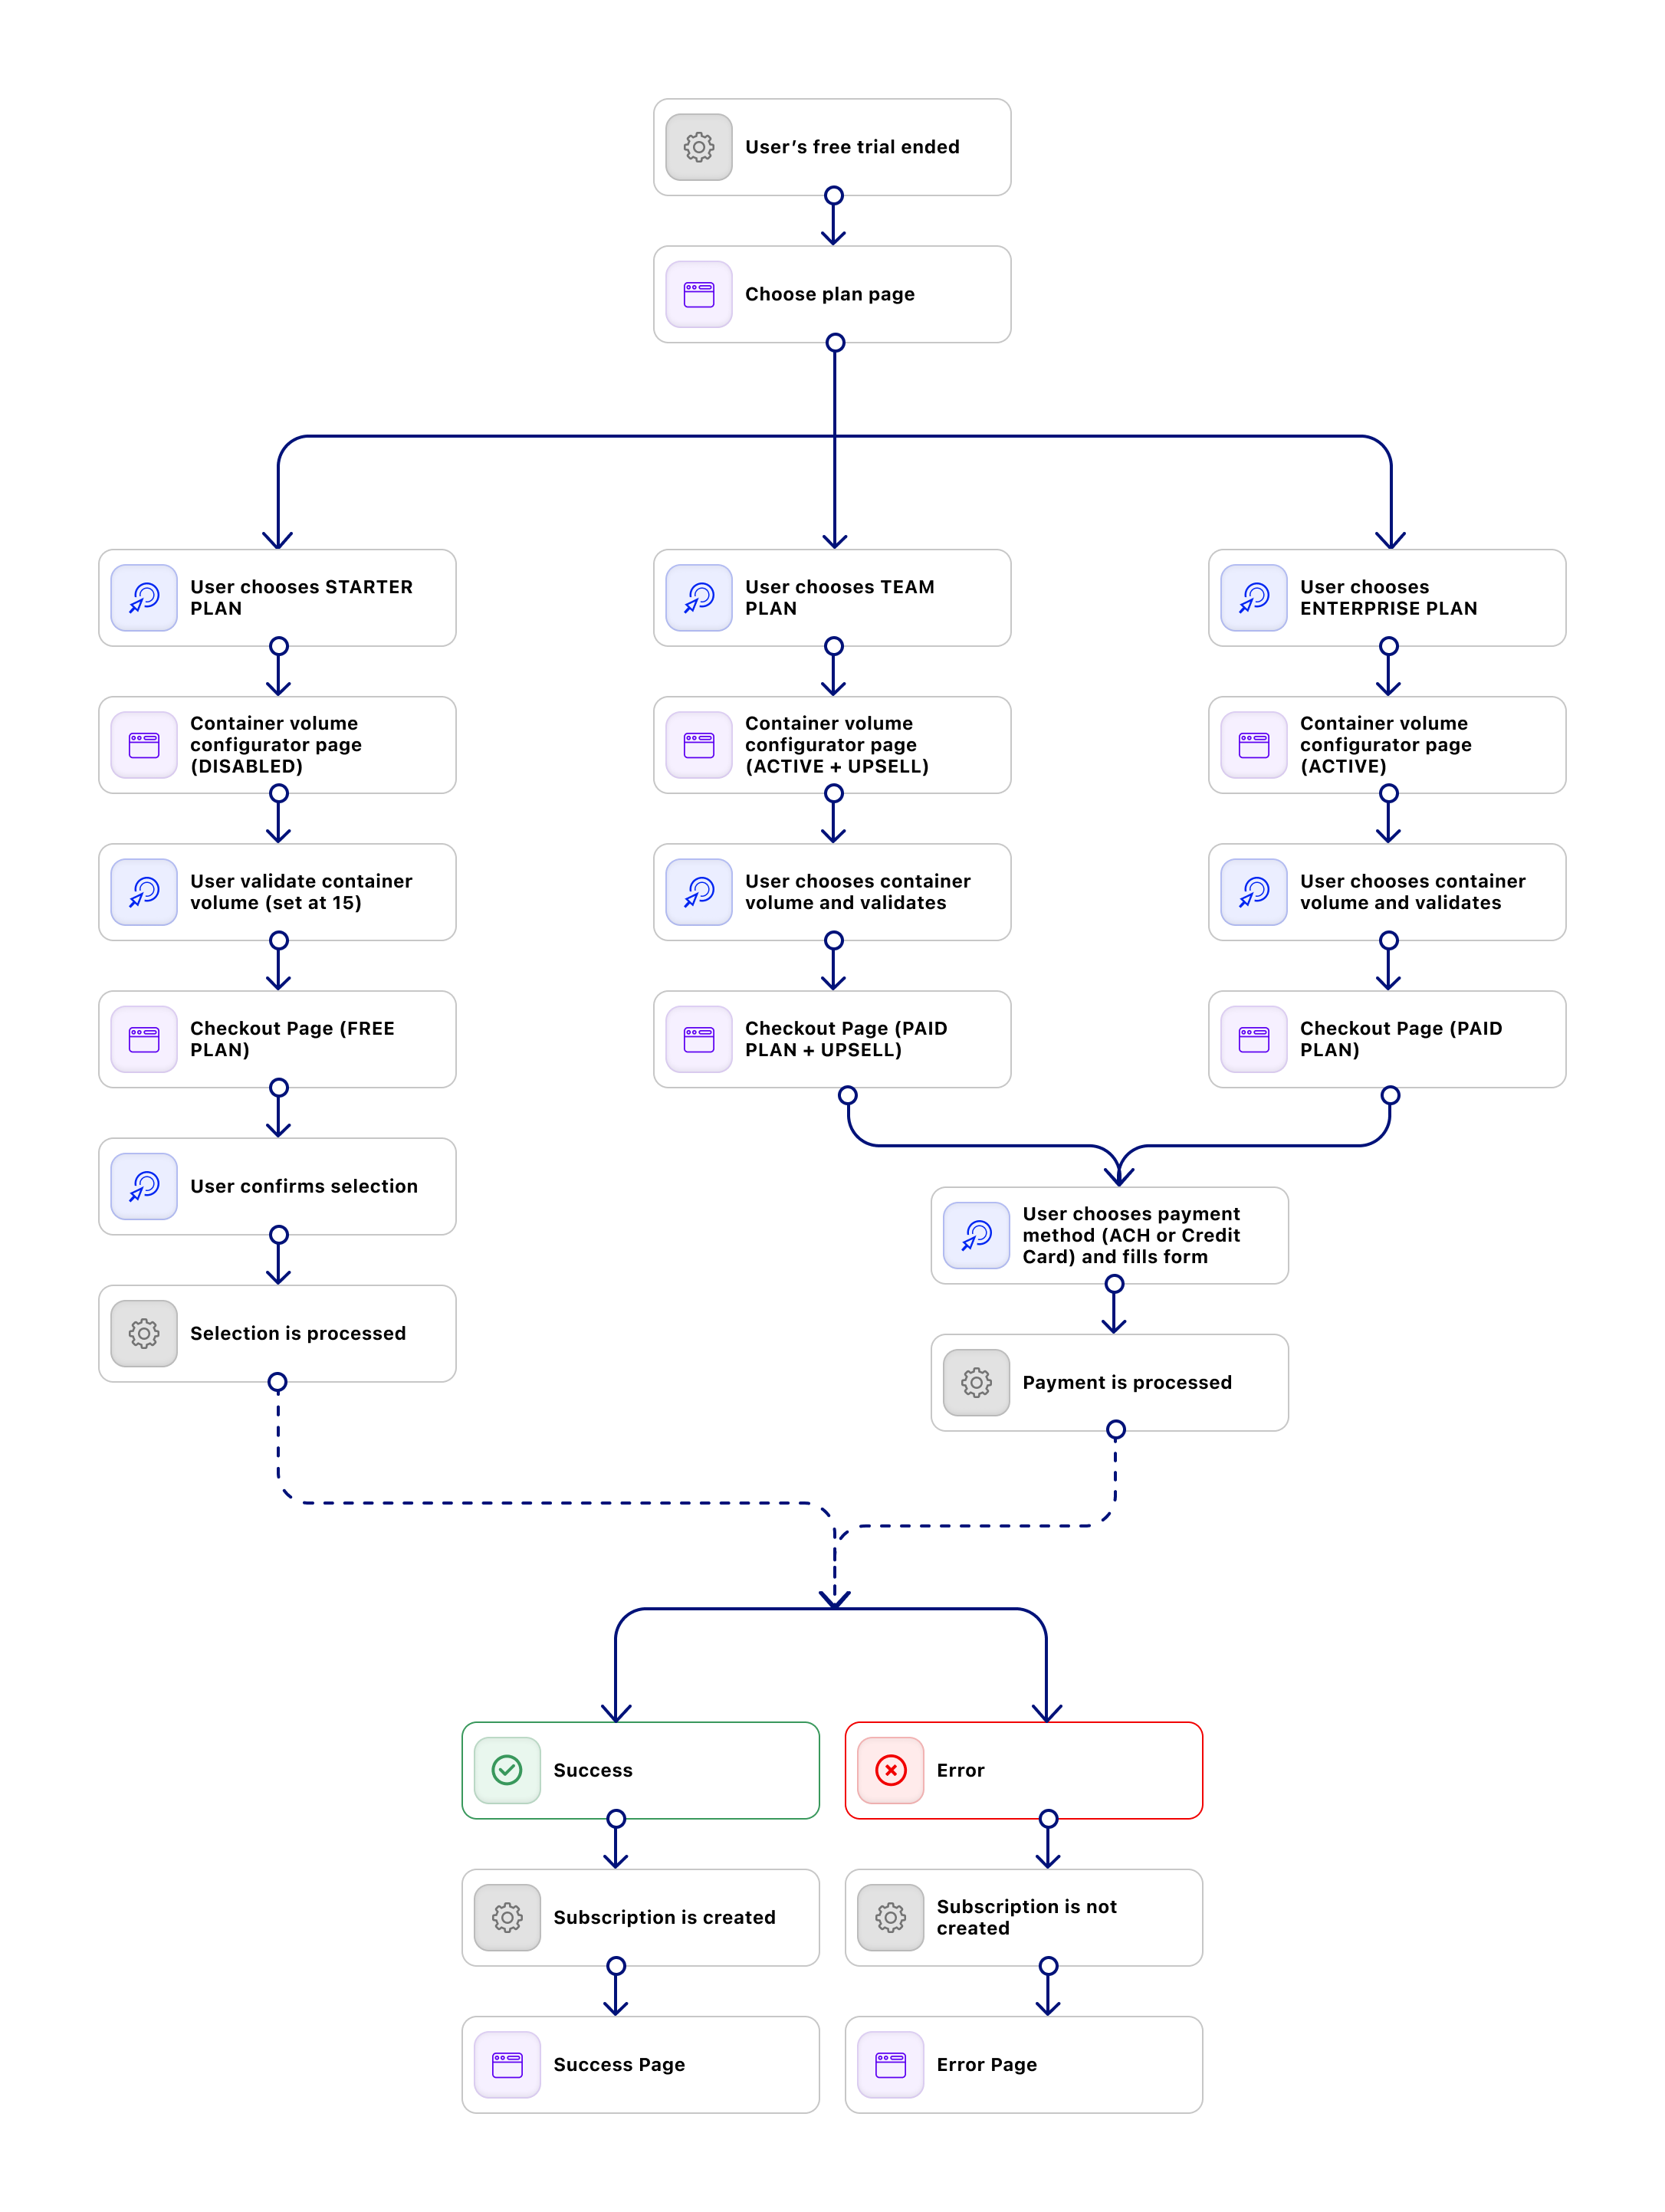 User’s free trial ended
Choose plan page
User chooses STARTER
PLAN
User chooses TEAM
PLAN
User chooses
ENTERPRISE PLAN
Container volume
configurator page
(DISABLED)
Container volume
configurator page
(ACTIVE + UPSELL)
Container volume
configurator page
(ACTIVE)
User validate container
volume (set at 15)
User chooses container
volume and validates
User chooses container
volume and validates
Checkout Page (FREE
PLAN)
Checkout Page (PAID
PLAN + UPSELL)
Checkout Page (PAID
PLAN)
User confirms selection
User chooses payment
method (ACH or Credit
Card) and fills form
Selection is processed
Payment is processed
Success
Error
Subscription is created
Subscription is not
created
Success Page
Error Page